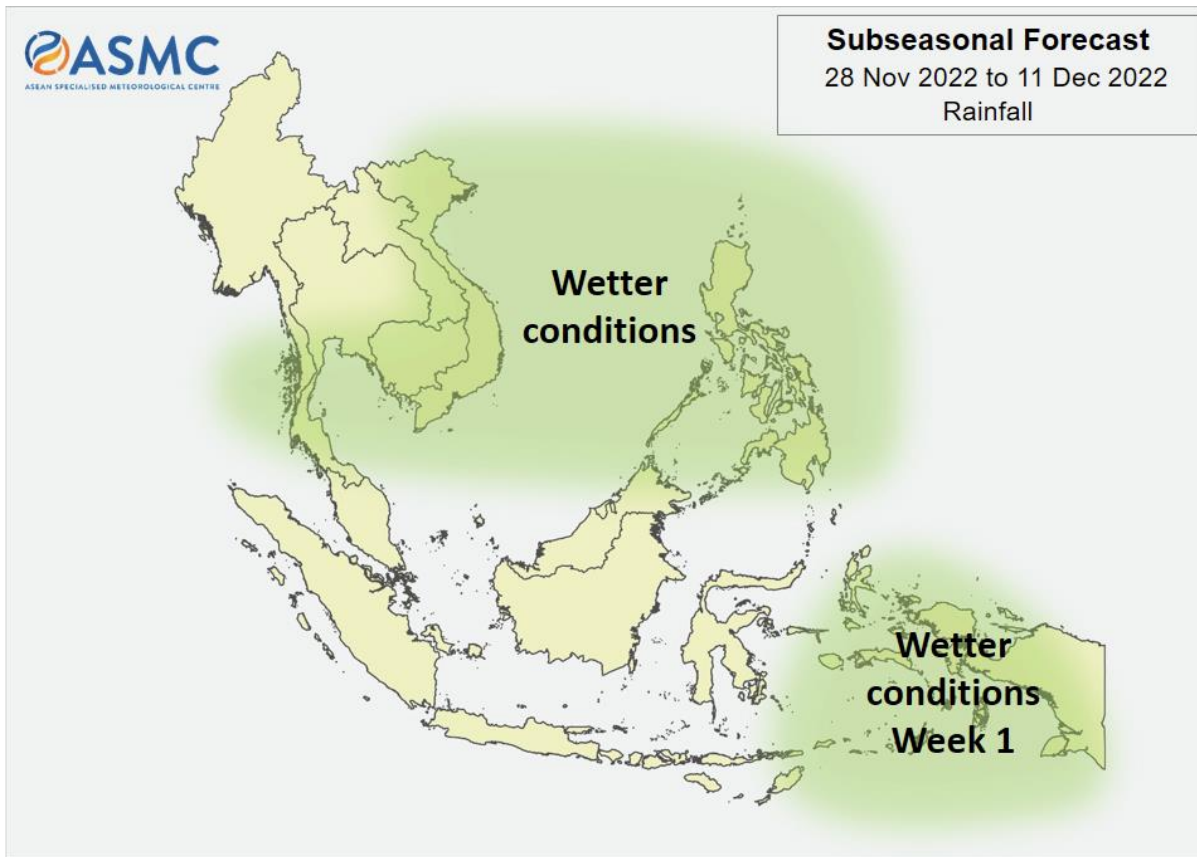 ASMC
ASEAN SPECIALISED METEOROLOGICAL CENTRE
Subseasonal Forecast
28 Nov 2022 to 11 Dec 2022
Rainfall
Wetter
conditions
Wetter
conditions
Week 1